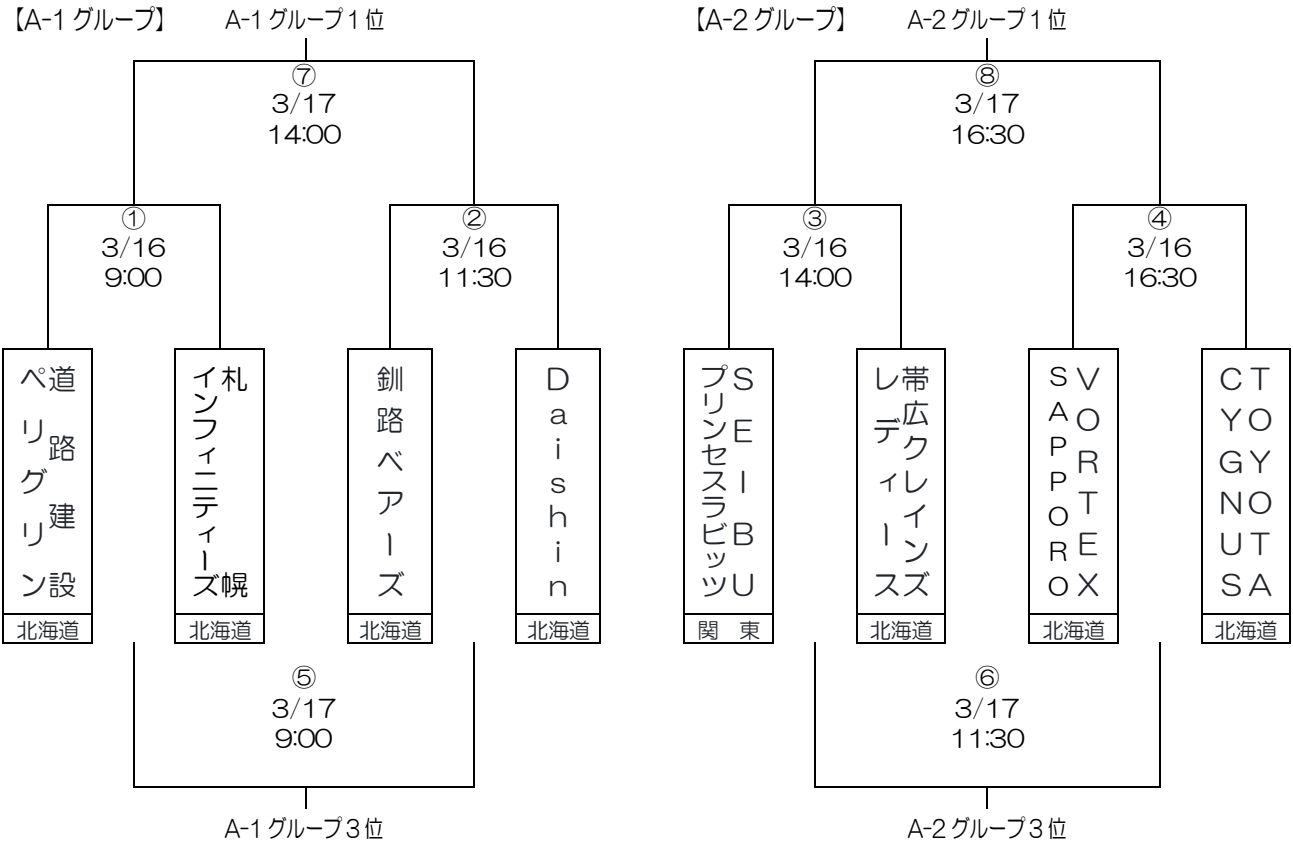 【A-1グループ】
A-1グループ1位
⑦
3/17
14:00
①
3/16
9:00
②
3/16
11:30
道路建設
ペリグリン
北海道
札幌
インフィニティーズ
北海道
釧路ベアーズ
北海道
Daishin
北海道
⑤
3/17
9:00
A-1グループ3位
【A-2グループ】
A-2グループ1位
⑧
3/17
16:30
③
3/16
14:00
④
3/16
16:30
SEIBU
プリンセスラビッツ
関 東
帯広クレインズ
レディース
北海道
VORTEX
SAPPORO
北海道
TOYOTA
CYGNUS
北海道
⑥
3/17
11:30
A-2グループ3位